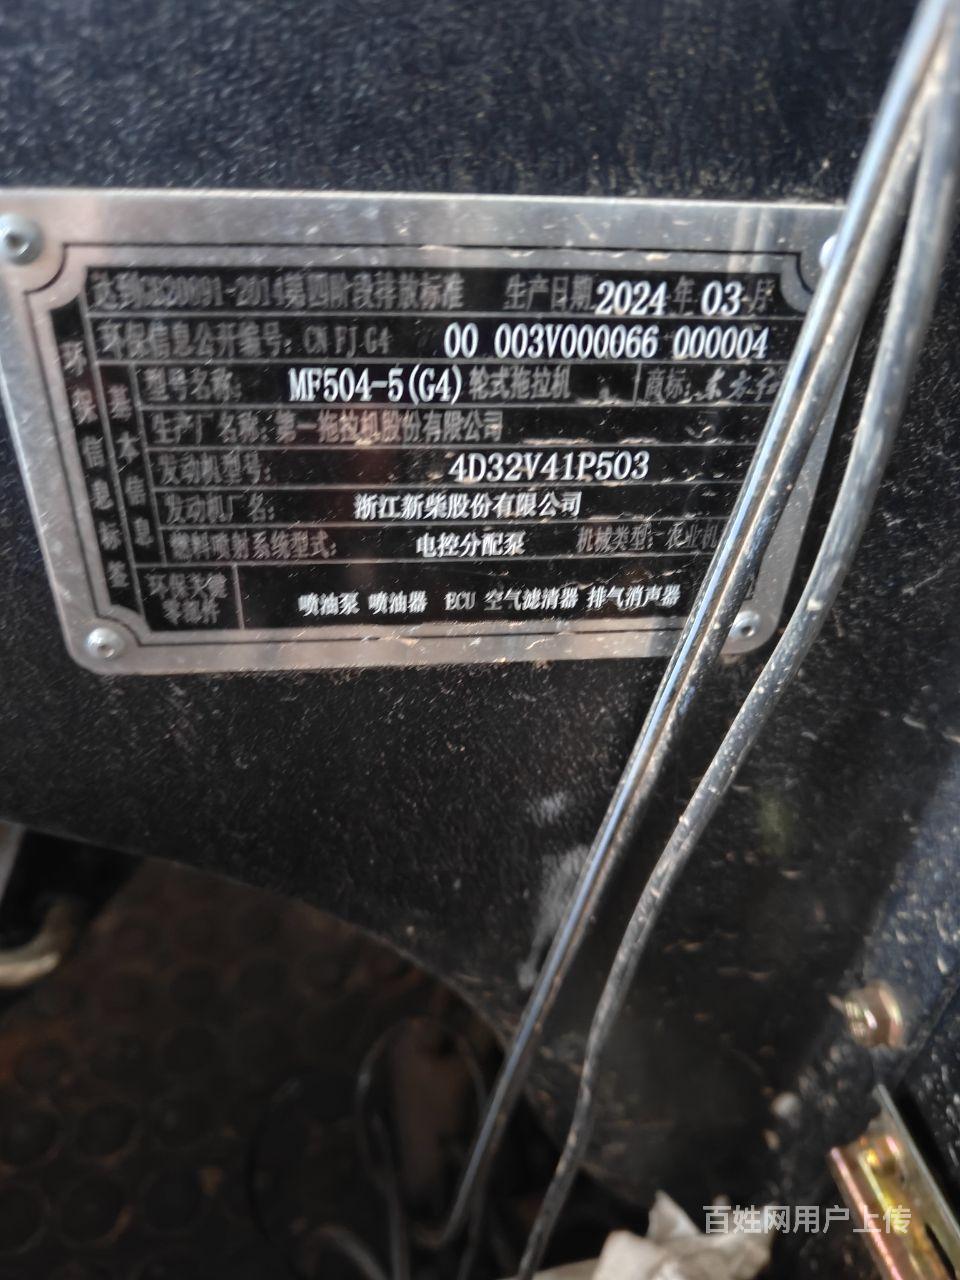 达到GB20891-2014第四阶段排放标准 生产日期 2024 年 03 月
环保信息公开编号: CN FJ G4 00 003V000066 000004
型号名称: MF504-5(G4) 轮式拖拉机 商标: 东方红
生产厂名称: 第一拖拉机股份有限公司
发动机型号: 4D32V41P503
发动机厂名: 浙江新柴股份有限公司
燃料喷射系统型式: 电控分配泵 机械类型: 农业机
环保关键
零部件
喷油泵 喷油器 ECU 空气滤清器 排气消声器
环保信息标签
基本信息
百姓网用户上传